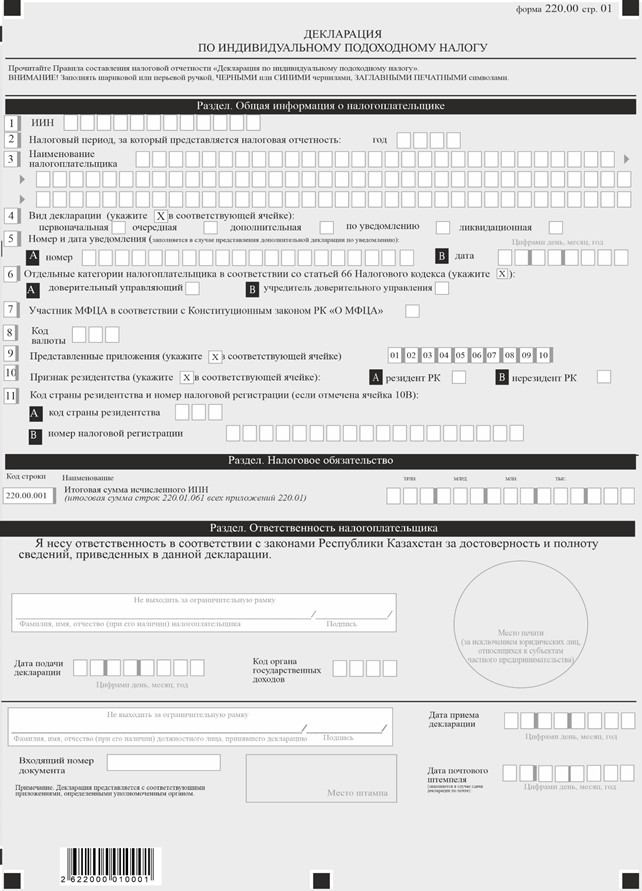 форма 220.00 стр. 01
ДЕКЛАРАЦИЯ
ПО ИНДИВИДУАЛЬНОМУ ПОДОХОДНОМУ НАЛОГУ
Прочитайте Правила составления налоговой отчетности «Декларация по индивидуальному подоходному налогу».
ВНИМАНИЕ! Заполнять шариковой или перьевой ручкой, ЧЕРНЫМИ или СИНИМИ чернилами, ЗАГЛАВНЫМИ ПЕЧАТНЫМИ символами.
Раздел. Общая информация о налогоплательщике
1 ИИН
2 Налоговый период, за который представляется налоговая отчетность: год
3 Наименование
налогоплательщика
4 Вид декларации (укажите X в соответствующей ячейке):
первоначальная очередная дополнительная по уведомлению ликвидационная
5 Номер и дата уведомления (заполняется в случае представления дополнительной декларации по уведомлению): Цифрами день, месяц, год
A номер B дата
6 Отдельные категории налогоплательщика в соответствии со статьей 66 Налогового кодекса (укажите X ):
A доверительный управляющий B учредитель доверительного управления
7 Участник МФЦА в соответствии с Конституционным законом РК «О МФЦА»
8 Код
валюты
9 Представленные приложения (укажите X в соответствующей ячейке) 01 02 03 04 05 06 07 08 09 10
10 Признак резидентства (укажите X в соответствующей ячейке): A резидент РК B нерезидент РК
11 Код страны резидентства и номер налоговой регистрации (если отмечена ячейка 10В):
A код страны резидентства
B номер налоговой регистрации
Раздел. Налоговое обязательство
Код строки Наименование трлн млрд млн тыс.
220.00.001 Итоговая сумма исчисленного ИПН
(итоговая сумма строк 220.01.061 всех приложений 220.01)
Раздел. Ответственность налогоплательщика
Я несу ответственность в соответствии с законами Республики Казахстан за достоверность и полноту
сведений, приведенных в данной декларации.
Не выходить за ограничительную рамку
/ /
Фамилия, имя, отчество (при его наличии) налогоплательщика Подпись
Место печати
(за исключением юридических лиц,
относящихся к субъектам
частного предпринимательства)
Дата подачи
декларации
Цифрами день, месяц, год
Код органа
государственных
доходов
Не выходить за ограничительную рамку
/ /
Фамилия, имя, отчество (при его наличии) должностного лица, принявшего декларацию Подпись
Дата приема
декларации
Цифрами день, месяц, год
Входящий номер
документа
Примечание. Декларация представляется с соответствующими
приложениями, определенными уполномоченным органом.
Место штампа
Дата почтового
штемпеля
(заполняется в случае сдачи
декларации по почте)
Цифрами день, месяц, год
2 622000 010001